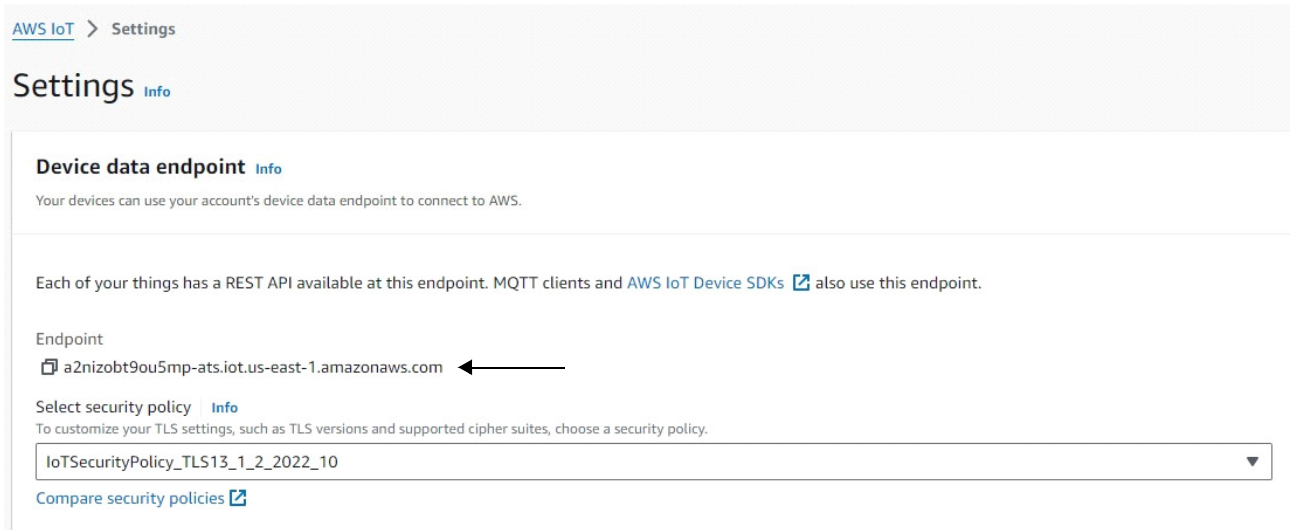 AWS IoT > Settings
Settings Info
Device data endpoint Info
Your devices can use your account's device data endpoint to connect to AWS.
Each of your things has a REST API available at this endpoint. MQTT clients and AWS IoT Device SDKs also use this endpoint.
Endpoint
a2nizobt9ou5mp-ats.iot.us-east-1.amazonaws.com
Select security policy Info
To customize your TLS settings, such as TLS versions and supported cipher suites, choose a security policy.
IoTSecurityPolicy_TLS13_1_2_2022_10
Compare security policies